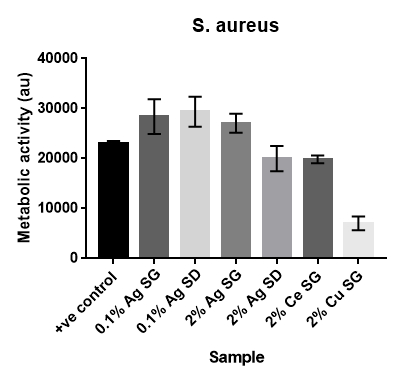 S. aureus
Metabolic activity (au)
40000
30000
20000
10000
0
+ve control
0.1% Ag SG
0.1% Ag SD
2% Ag SG
2% Ag SD
2% Ce SG
2% Cu SG
Sample